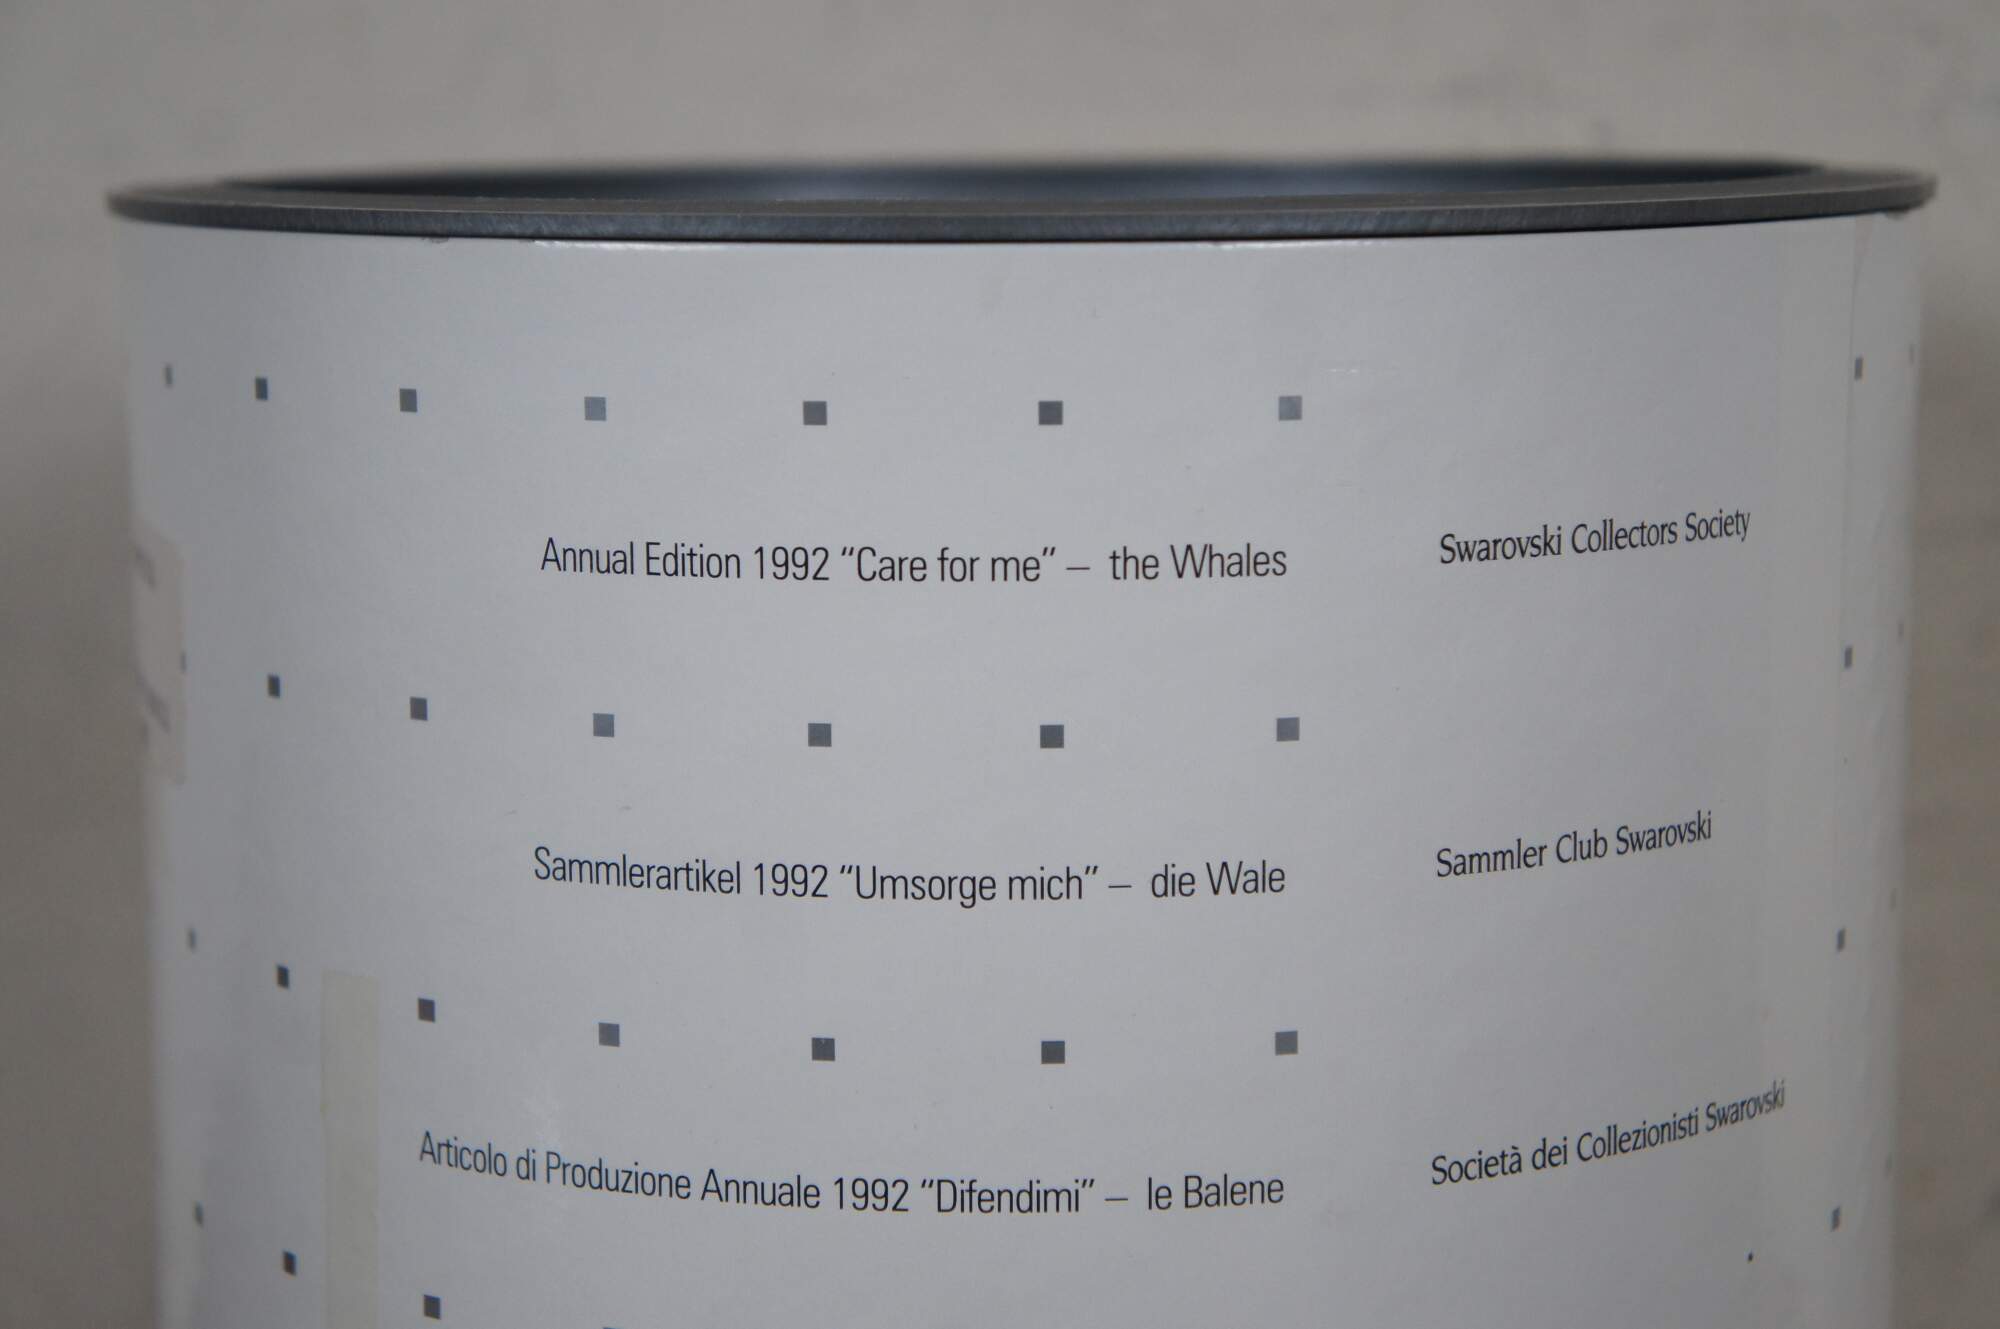 Annual Edition 1992 “Care for me” – the Whales
Swarovski Collectors Society
Sammlerartikel 1992 “Umsorge mich” – die Wale
Sammler Club Swarovski
Articolo di Produzione Annuale 1992 “Difendimi” – le Balene
Società dei Collezionisti Swarovski